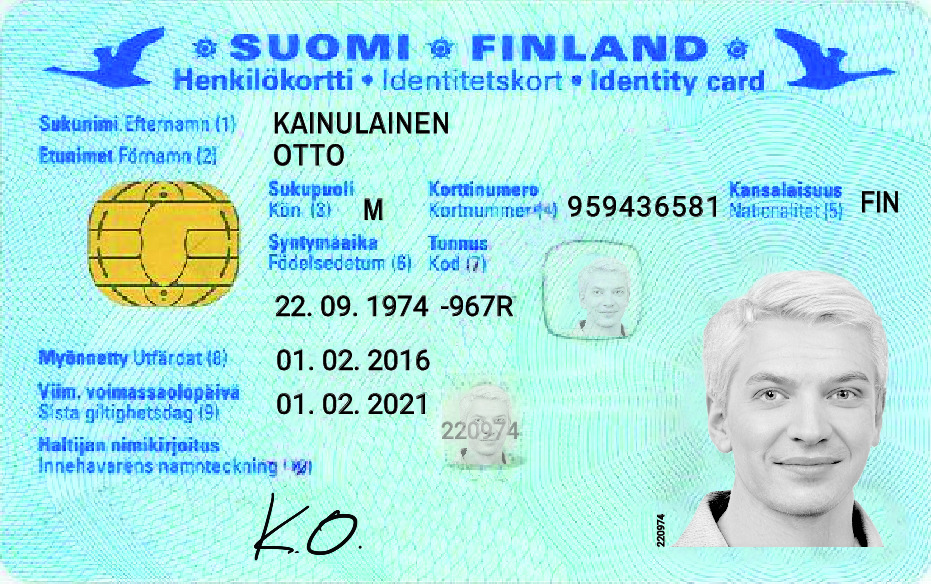 SUOMI FINLAND
Henkilökortti • Identitetskort • Identity card
Sukunimi Efternamn (1) KAINULAINEN
Etunimet Förnamn (2) OTTO
Sukupuoli Korttinumero Kansalaisuus
Kön (3) M Kortnummer (4) 959436581 Nationalitet (5) FIN
Syntymäaika Tunnus
Födelsedetum (6) Kod (7)
22. 09. 1974 -967R
Myönnetty Utfärdat (8) 01. 02. 2016
Viim. voimassaolopäivä
Sista giltighetsdag (9) 01. 02. 2021
220974
Haltijan nimikirjoitus
Innehavarens namnteckning
K.O.
220974